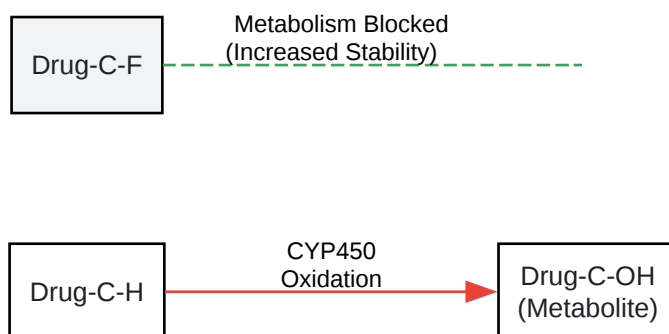 Metabolism Blocked
(Increased Stability)
Drug-C-F
CYP450
Oxidation
Drug-C-H
Drug-C-OH
(Metabolite)